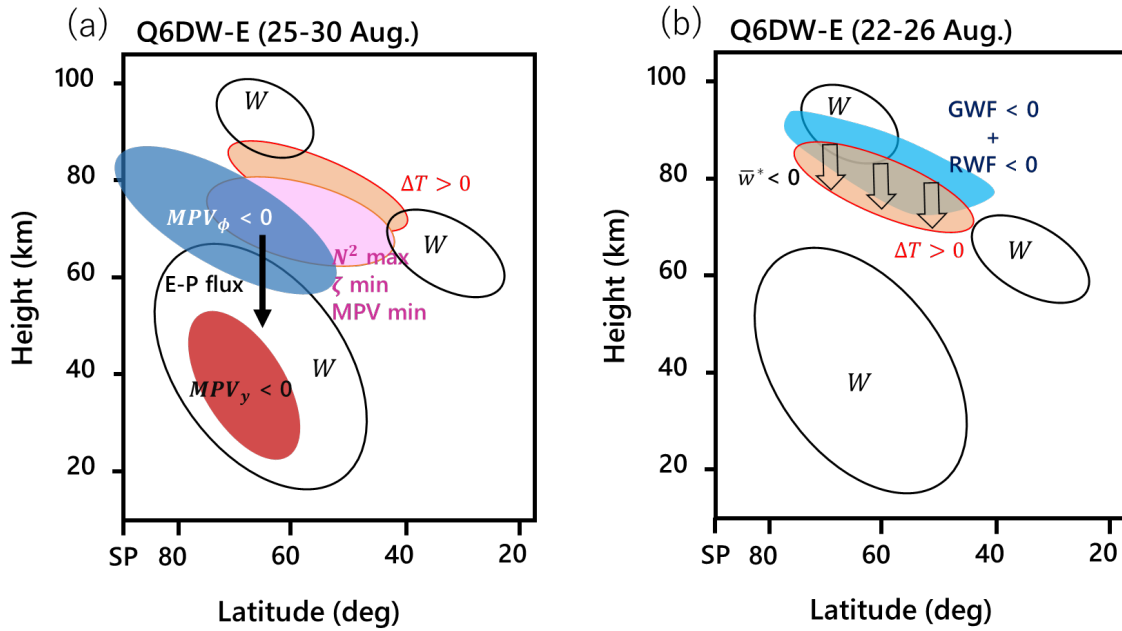 (a)
Q6DW-E (25-30 Aug.)
Height (km)
100
80
60
40
20
W
ΔT > 0
MPV_ϕ < 0
W
N² max
ζ min
MPV min
E-P flux
W
MPV_y < 0
SP 80 60 40 20
Latitude (deg)
(b)
Q6DW-E (22-26 Aug.)
Height (km)
100
80
60
40
20
W
GWF < 0
+
RWF < 0
w̅* < 0
ΔT > 0
W
W
SP 80 60 40 20
Latitude (deg)